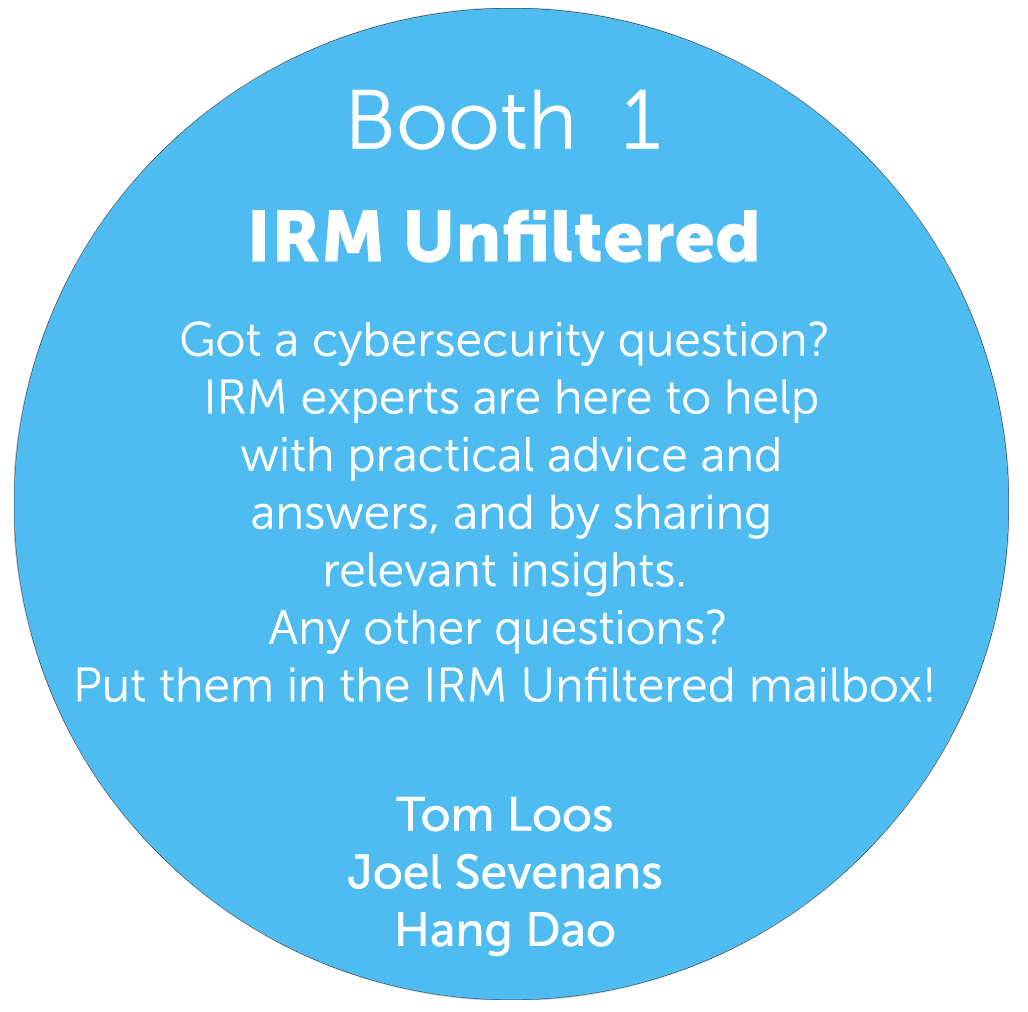 Booth 1
IRM Unfiltered
Got a cybersecurity question?
IRM experts are here to help
with practical advice and
answers, and by sharing
relevant insights.
Any other questions?
Put them in the IRM Unfiltered mailbox!
Tom Loos
Joel Sevenans
Hang Dao